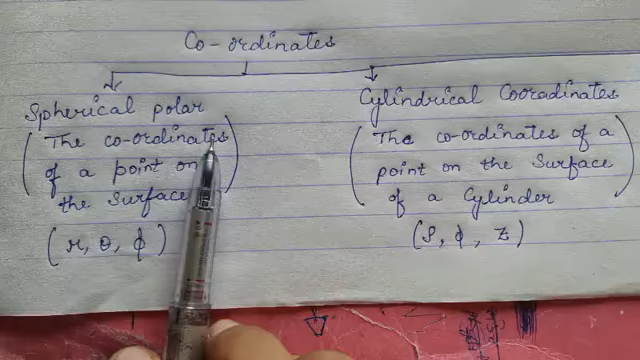 Co-ordinates
Spherical polar
(The co-ordinates
of a point on
the Surface)
(r, θ, ϕ)
Cylindrical Cooradinates
(The co-ordinates of a
point on the Surface
of a Cylinder)
(ρ, ϕ, z)